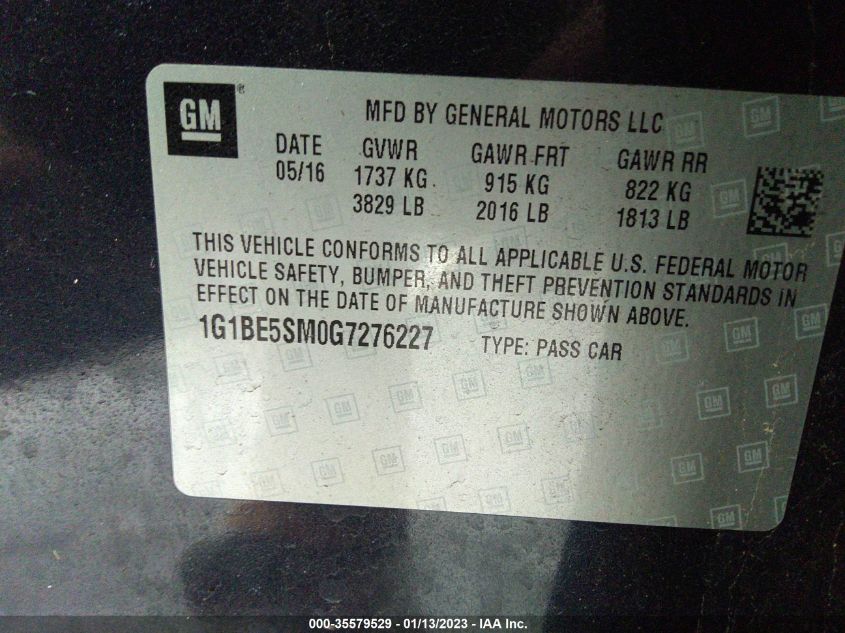 GM ®
MFD BY GENERAL MOTORS LLC
DATE GVWR GAWR FRT GAWR RR
05/16 1737 KG 915 KG 822 KG
3829 LB 2016 LB 1813 LB
THIS VEHICLE CONFORMS TO ALL APPLICABLE U.S. FEDERAL MOTOR
VEHICLE SAFETY, BUMPER, AND THEFT PREVENTION STANDARDS IN
EFFECT ON THE DATE OF MANUFACTURE SHOWN ABOVE.
1G1BE5SM0G7276227 TYPE: PASS CAR
000-35579529 - 01/13/2023 - IAA Inc.